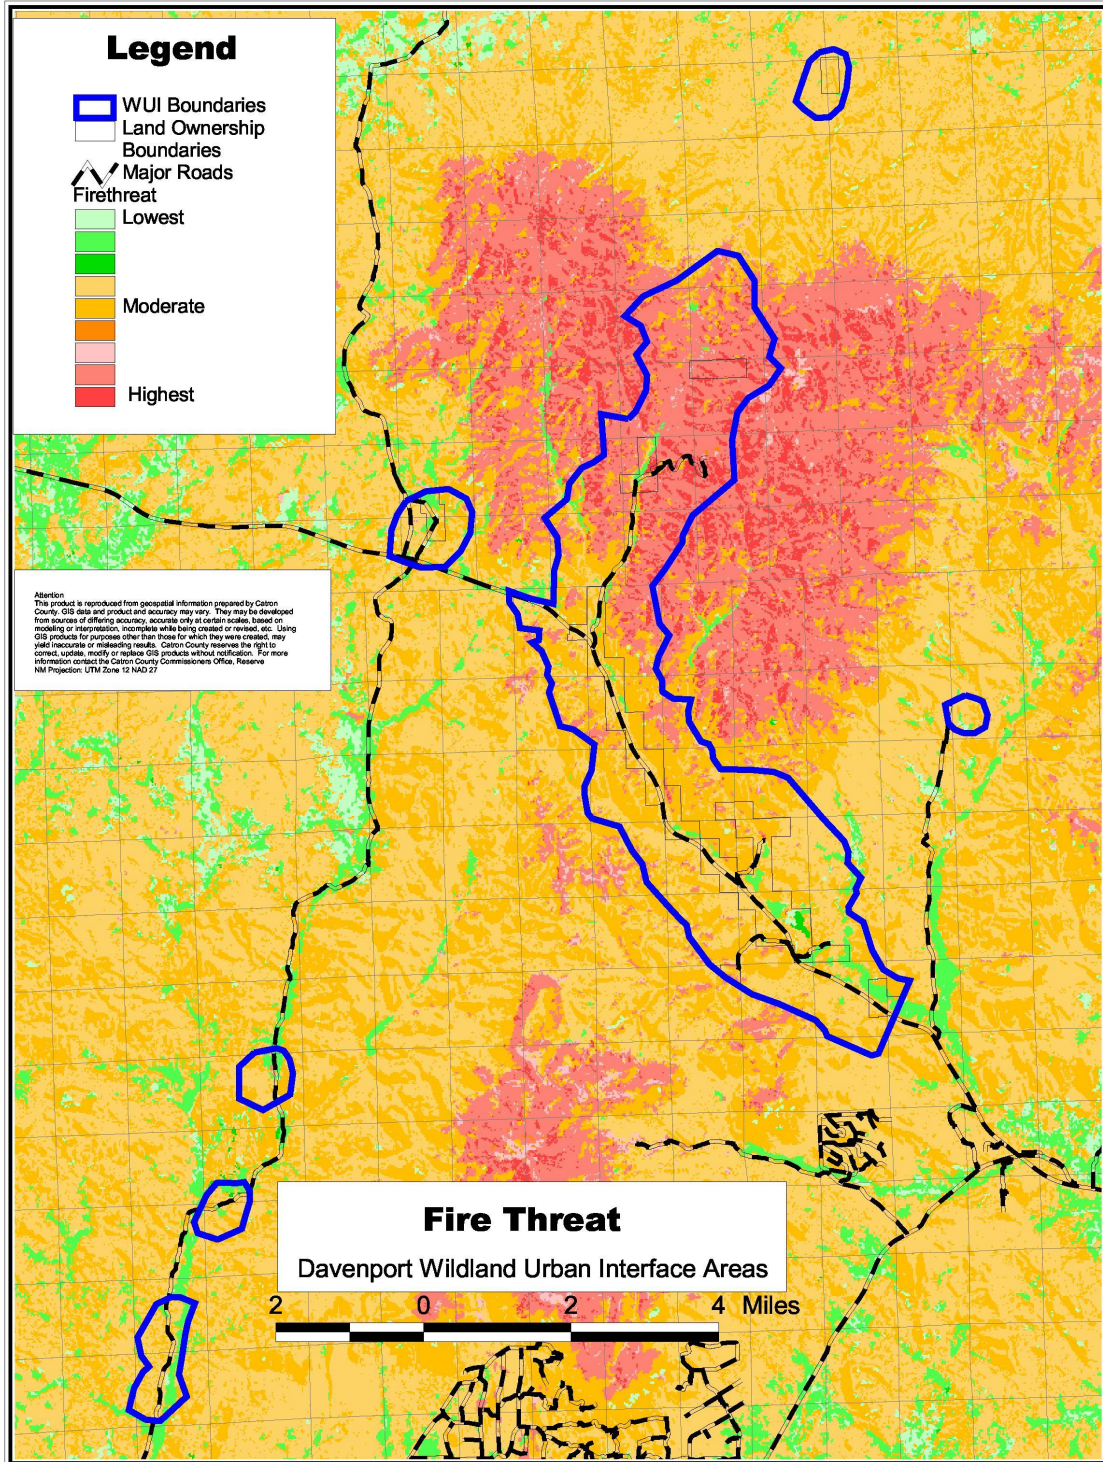 Legend
WUI Boundaries
Land Ownership
Boundaries
Major Roads
Firethreat
Lowest
Moderate
Highest
Attention
This product is reproduced from geospatial information prepared by Catron
County. GIS data and product and accuracy may vary. They may be developed
from sources of differing accuracy, accurate only at certain scales, based on
modeling or interpretation, incomplete while being created or revised, etc. Using
GIS products for purposes other than those for which they were created, may
yield inaccurate or misleading results. Catron County reserves the right to
correct, update, modify or replace GIS products without notification. For more
information contact the Catron County Commissioners Office, Reserve
NM Projection: UTM Zone 12 NAD 27
Fire Threat
Davenport Wildland Urban Interface Areas
2 0 2 4 Miles